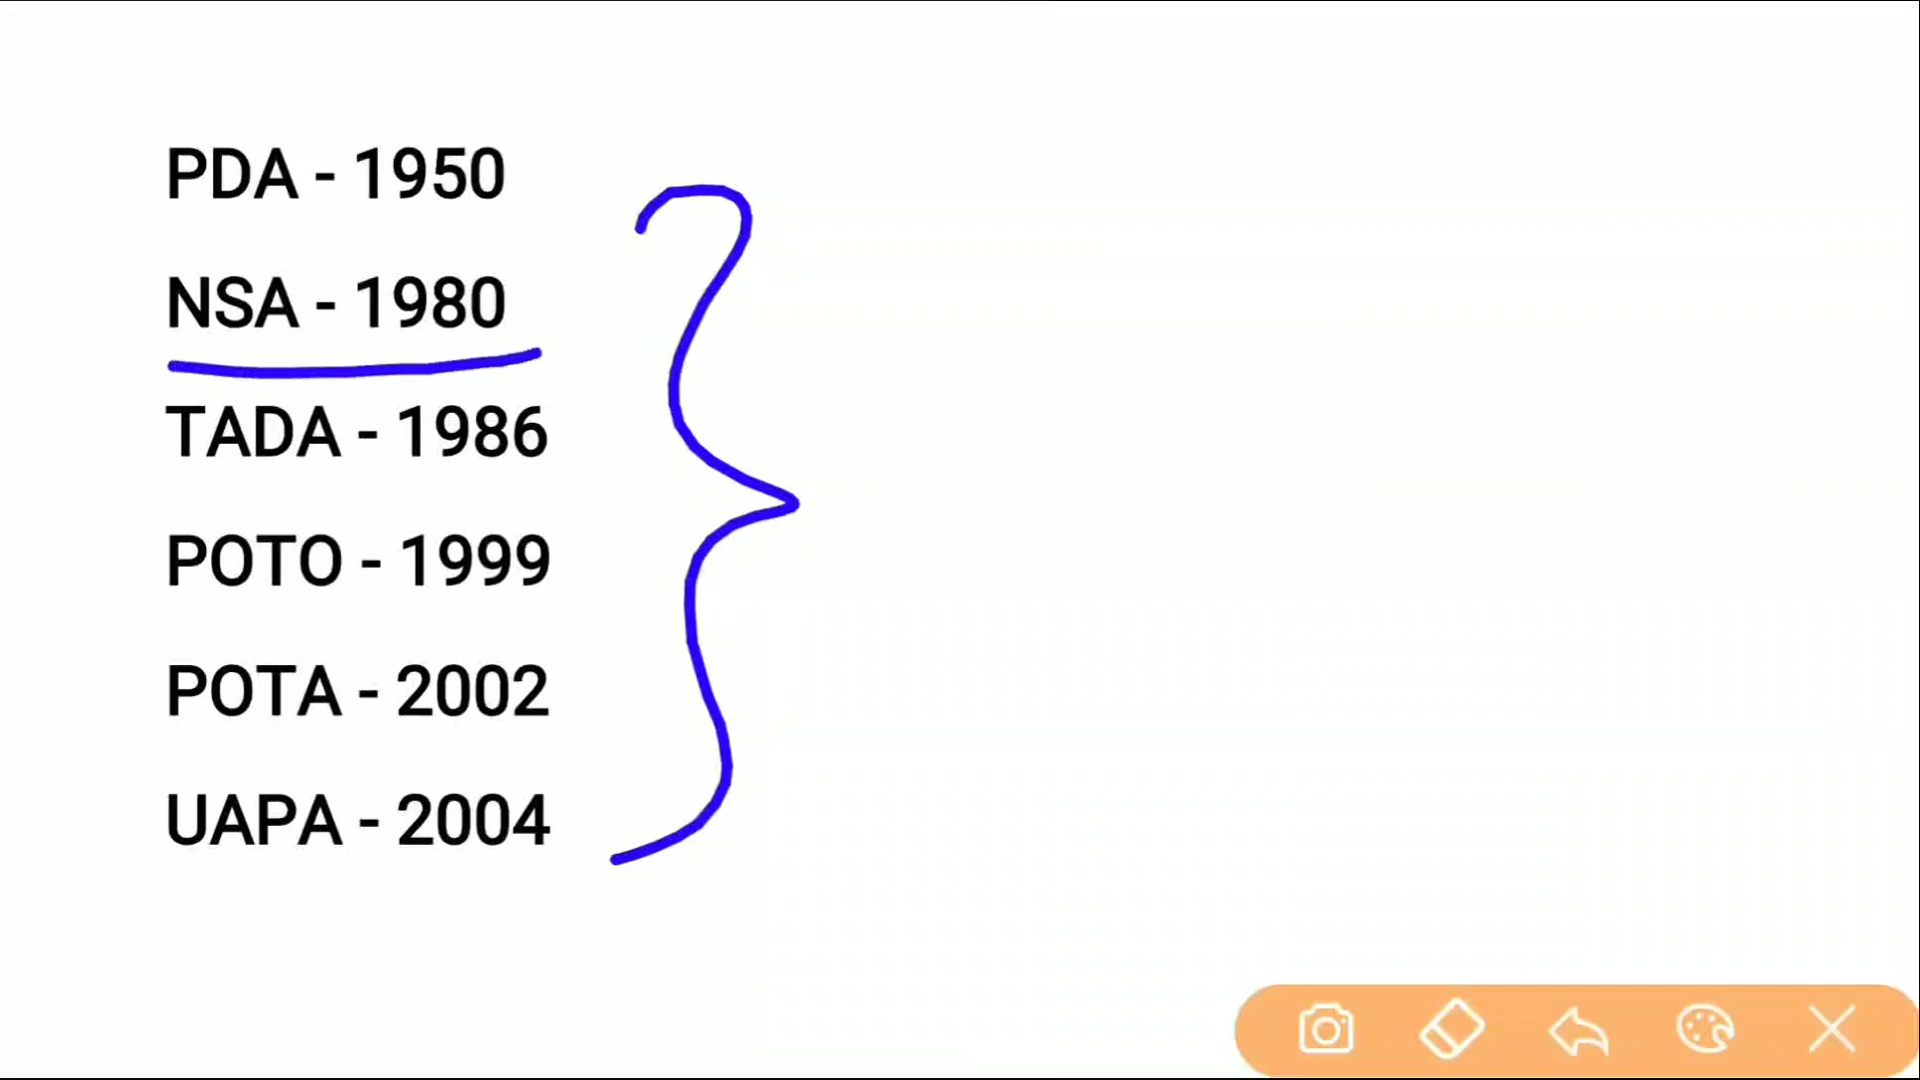 PDA - 1950
NSA - 1980
TADA - 1986
POTO - 1999
POTA - 2002
UAPA - 2004